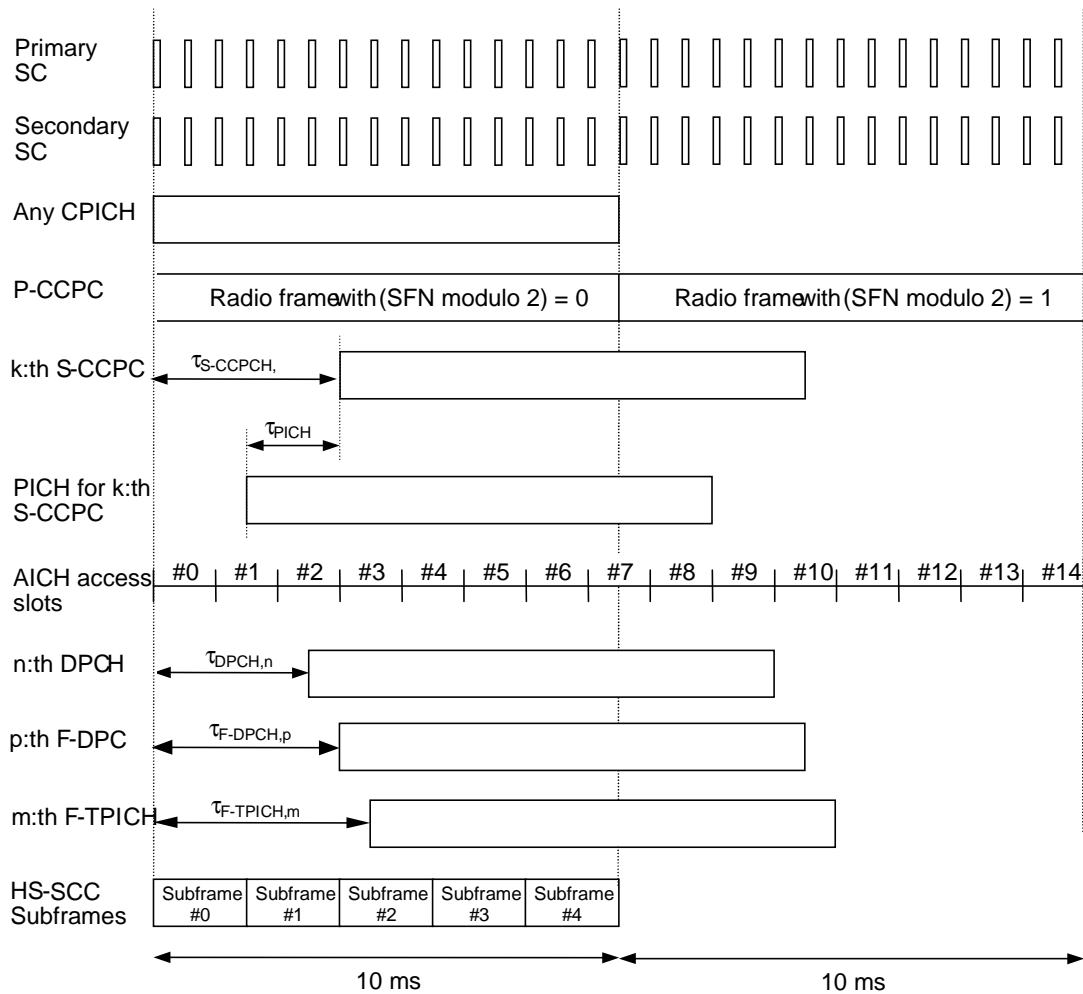 Primary
SC
Secondary
SC
Any CPICH
P-CCPC
Radio framewith (SFN modulo 2) = 0
Radio framewith (SFN modulo 2) = 1
k:th S-CCPC
τS-CCPCH,
τPICH
PICH for k:th
S-CCPC
AICH access
slots
#0 #1 #2 #3 #4 #5 #6 #7 #8 #9 #10 #11 #12 #13 #14
n:th DPCH
τDPCH,n
p:th F-DPC
τF-DPCH,p
m:th F-TPICH
τF-TPICH,m
HS-SCC
Subframes
Subframe
#0
Subframe
#1
Subframe
#2
Subframe
#3
Subframe
#4
10 ms
10 ms